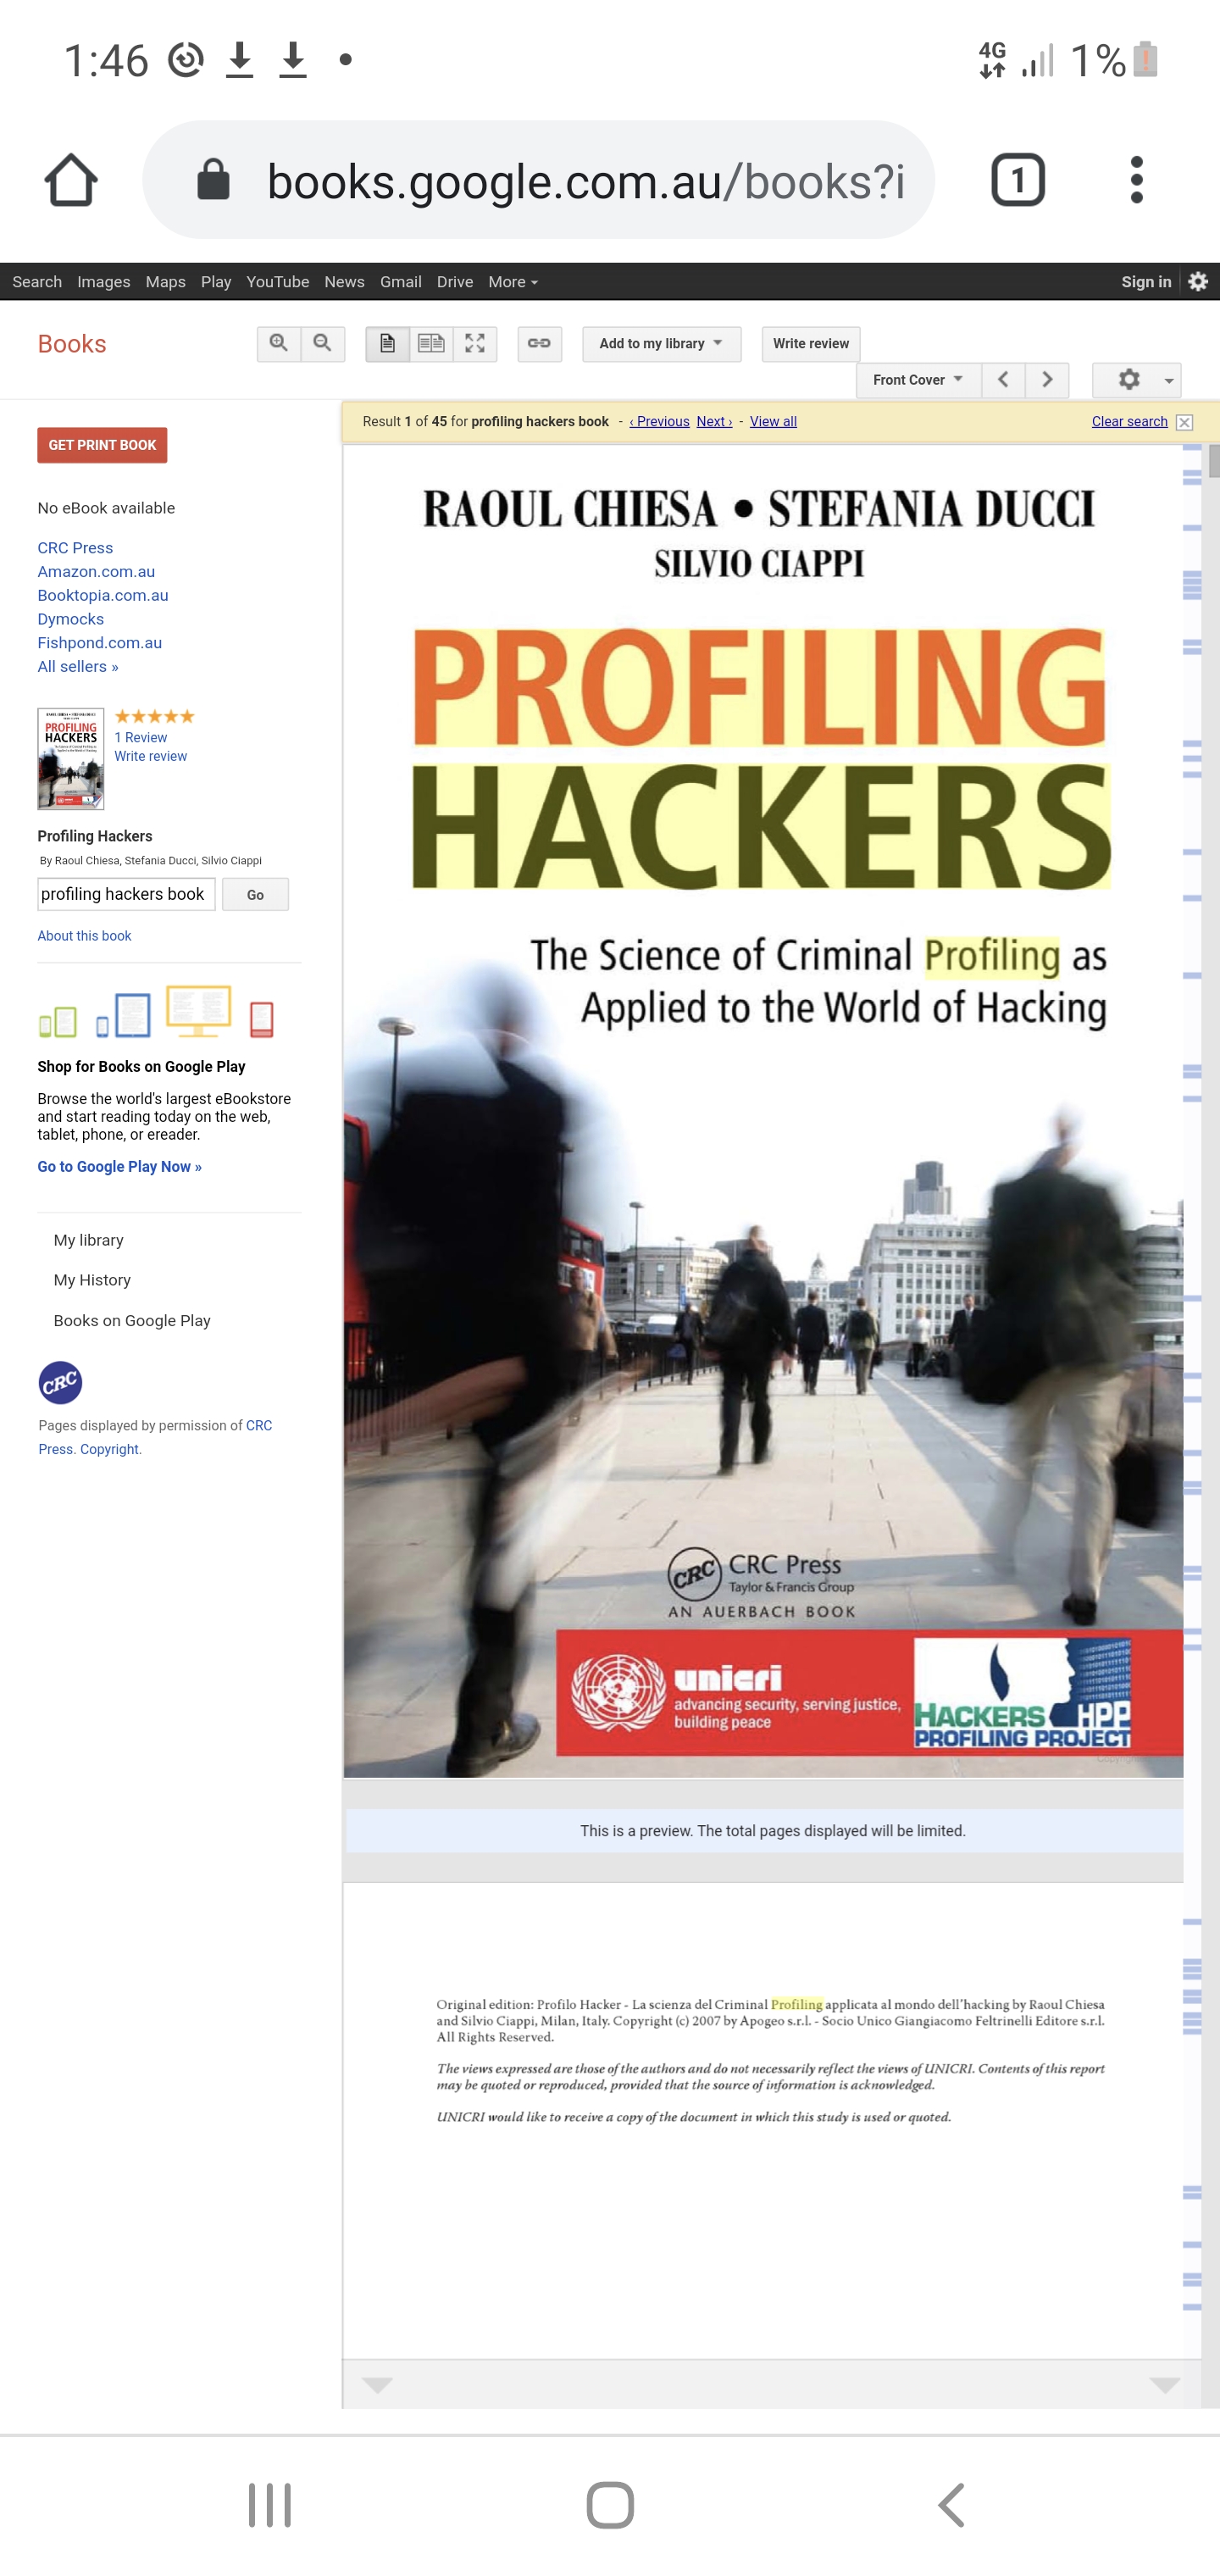 1:46
4G
1%
books.google.com.au/books?i
1
Search Images Maps Play YouTube News Gmail Drive More
Sign in
Books
Add to my library
Write review
Front Cover
Result 1 of 45 for profiling hackers book - ‹ Previous Next › - View all
Clear search
GET PRINT BOOK
No eBook available
CRC Press
Amazon.com.au
Booktopia.com.au
Dymocks
Fishpond.com.au
All sellers »
PROFILING
HACKERS
1 Review
Write review
Profiling Hackers
By Raoul Chiesa, Stefania Ducci, Silvio Ciappi
profiling hackers book
Go
About this book
Shop for Books on Google Play
Browse the world's largest eBookstore
and start reading today on the web,
tablet, phone, or ereader.
Go to Google Play Now »
My library
My History
Books on Google Play
CRC
Pages displayed by permission of CRC
Press. Copyright.
RAOUL CHIESA • STEFANIA DUCCI
SILVIO CIAPPI
PROFILING
HACKERS
The Science of Criminal Profiling as
Applied to the World of Hacking
CRC
CRC Press
Taylor & Francis Group
AN AUERBACH BOOK
unicri
advancing security, serving justice,
building peace
HACKERS HPP
PROFILING PROJECT
This is a preview. The total pages displayed will be limited.
Original edition: Profilo Hacker - La scienza del Criminal Profiling applicata al mondo dell'hacking by Raoul Chiesa
and Silvio Ciappi, Milan, Italy. Copyright (c) 2007 by Apogeo s.r.l. - Socio Unico Giangiacomo Feltrinelli Editore s.r.l.
All Rights Reserved.
The views expressed are those of the authors and do not necessarily reflect the views of UNICRI. Contents of this report
may be quoted or reproduced, provided that the source of information is acknowledged.
UNICRI would like to receive a copy of the document in which this study is used or quoted.